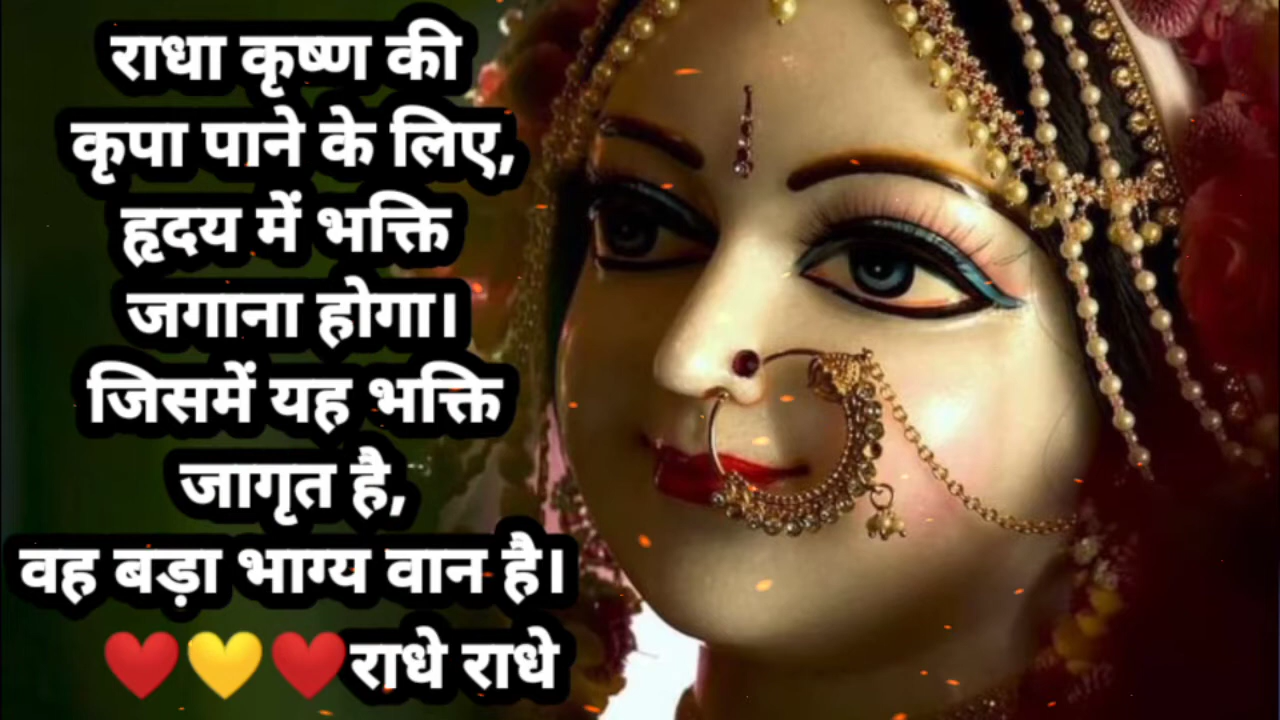 राधा कृष्ण की
कृपा पाने के लिए,
हृदय में भक्ति
जगाना होगा।
जिसमें यह भक्ति
जागृत है,
वह बड़ा भाग्य वान है।
❤️💛❤️राधे राधे